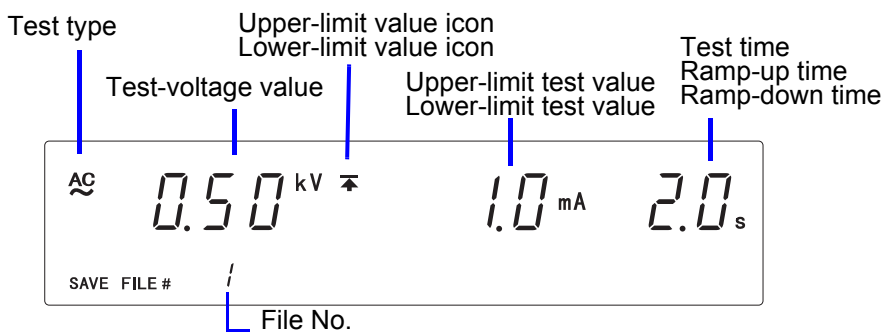 Test type
Upper-limit value icon
Lower-limit value icon
Test-voltage value
Upper-limit test value
Lower-limit test value
Test time
Ramp-up time
Ramp-down time
AC 0.50 kV 1.0 mA 2.0 s
SAVE FILE # 1
File No.